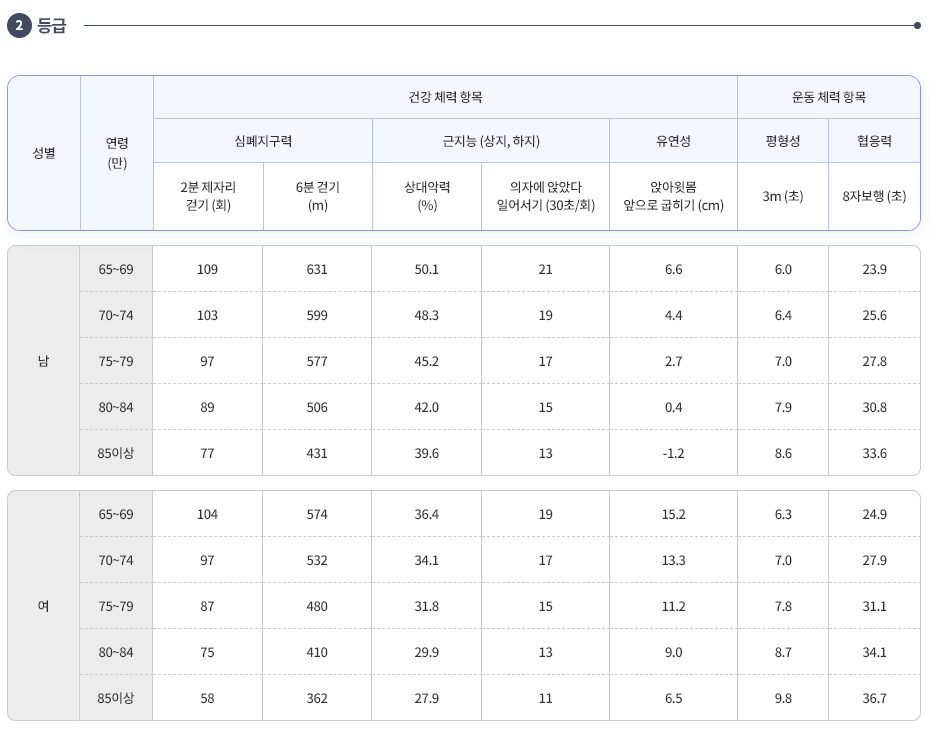 2 등급
건강 체력 항목 운동 체력 항목
성별 연령
(만) 심폐지구력 근지능 (상지, 하지) 유연성 평형성 협응력
2분 제자리
걷기 (회) 6분 걷기
(m) 상대악력
(%) 의자에 앉았다
일어서기 (30초/회) 앉아윗몸
앞으로 굽히기 (cm) 3m (초) 8자보행 (초)
남
65~69 109 631 50.1 21 6.6 6.0 23.9
70~74 103 599 48.3 19 4.4 6.4 25.6
75~79 97 577 45.2 17 2.7 7.0 27.8
80~84 89 506 42.0 15 0.4 7.9 30.8
85이상 77 431 39.6 13 -1.2 8.6 33.6
여
65~69 104 574 36.4 19 15.2 6.3 24.9
70~74 97 532 34.1 17 13.3 7.0 27.9
75~79 87 480 31.8 15 11.2 7.8 31.1
80~84 75 410 29.9 13 9.0 8.7 34.1
85이상 58 362 27.9 11 6.5 9.8 36.7